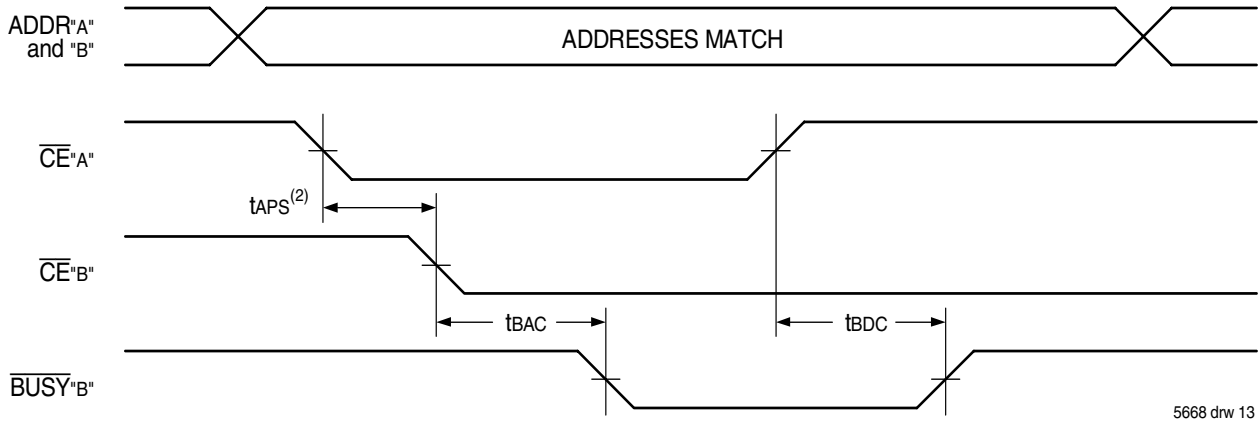 ADDR"A"
and "B"
ADDRESSES MATCH
CE"A"
tAPS(2)
CE"B"
tBAC
tBDC
BUSY"B"
5668 drw 13